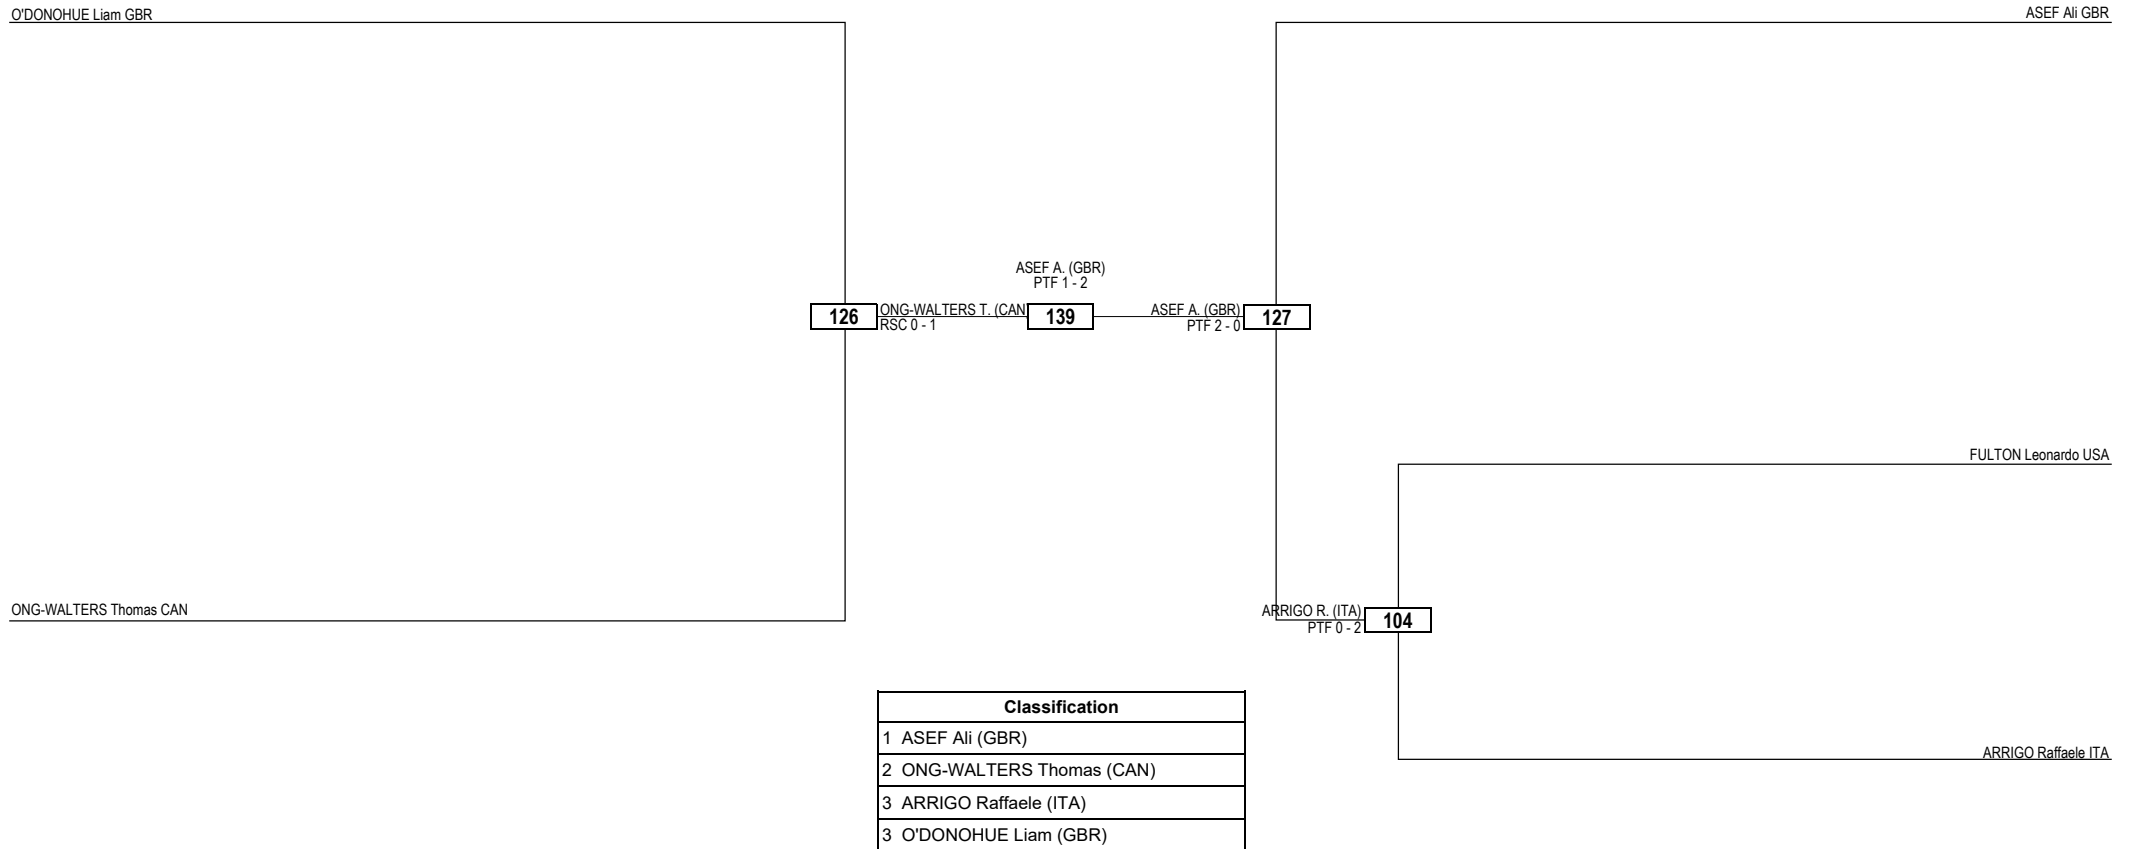 O'DONOHUE Liam GBR
ASEF Ali GBR
ASEF A. (GBR)
PTF 1 - 2
126
ONG-WALTERS T. (CAN
RSC 0 - 1
139
ASEF A. (GBR)
PTF 2 - 0
127
FULTON Leonardo USA
ONG-WALTERS Thomas CAN
ARRIGO R. (ITA)
PTF 0 - 2
104
ARRIGO Raffaele ITA
Classification
1 ASEF Ali (GBR)
2 ONG-WALTERS Thomas (CAN)
3 ARRIGO Raffaele (ITA)
3 O'DONOHUE Liam (GBR)